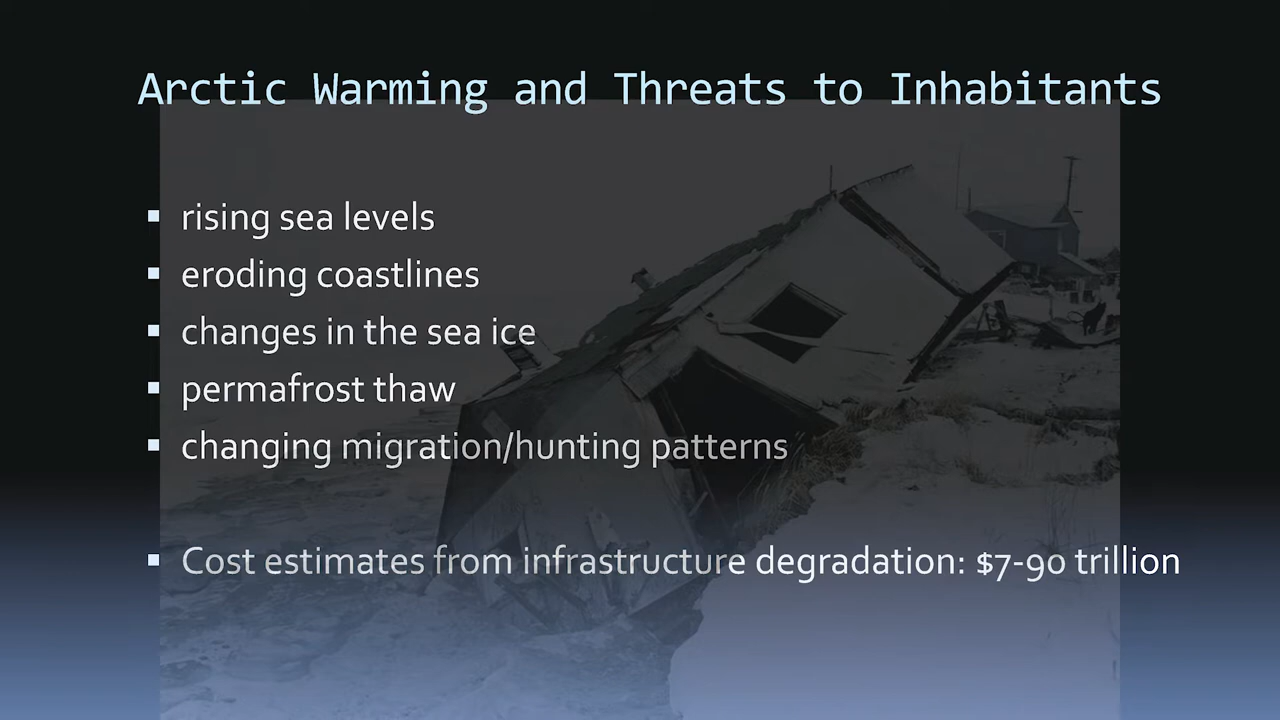 Arctic Warming and Threats to Inhabitants
rising sea levels
eroding coastlines
changes in the sea ice
permafrost thaw
changing migration/hunting patterns
Cost estimates from infrastructure degradation: $7-90 trillion